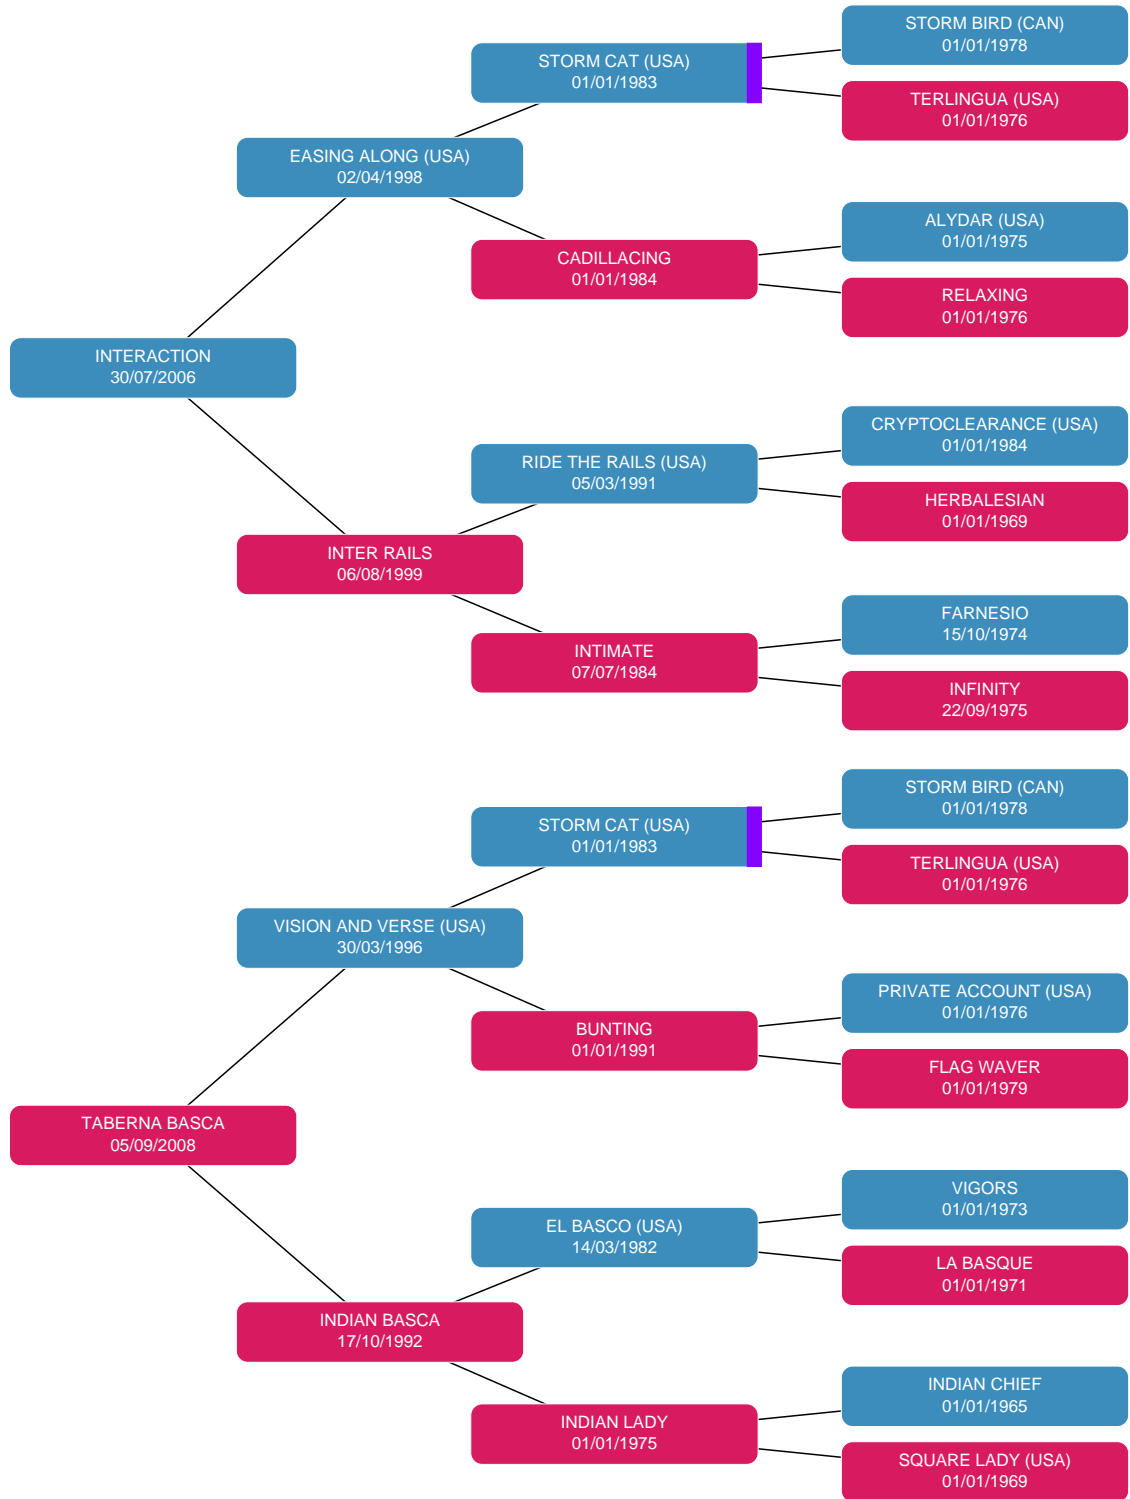 STORM BIRD (CAN)
01/01/1978
STORM CAT (USA)
01/01/1983
TERLINGUA (USA)
01/01/1976
EASING ALONG (USA)
02/04/1998
ALYDAR (USA)
01/01/1975
CADILLACING
01/01/1984
RELAXING
01/01/1976
INTERACTION
30/07/2006
CRYPTOCLEARANCE (USA)
01/01/1984
RIDE THE RAILS (USA)
05/03/1991
HERBALESIAN
01/01/1969
INTER RAILS
06/08/1999
FARNESIO
15/10/1974
INTIMATE
07/07/1984
INFINITY
22/09/1975
STORM BIRD (CAN)
01/01/1978
STORM CAT (USA)
01/01/1983
TERLINGUA (USA)
01/01/1976
VISION AND VERSE (USA)
30/03/1996
PRIVATE ACCOUNT (USA)
01/01/1976
BUNTING
01/01/1991
FLAG WAVER
01/01/1979
TABERNA BASCA
05/09/2008
VIGORS
01/01/1973
EL BASCO (USA)
14/03/1982
LA BASQUE
01/01/1971
INDIAN BASCA
17/10/1992
INDIAN CHIEF
01/01/1965
INDIAN LADY
01/01/1975
SQUARE LADY (USA)
01/01/1969